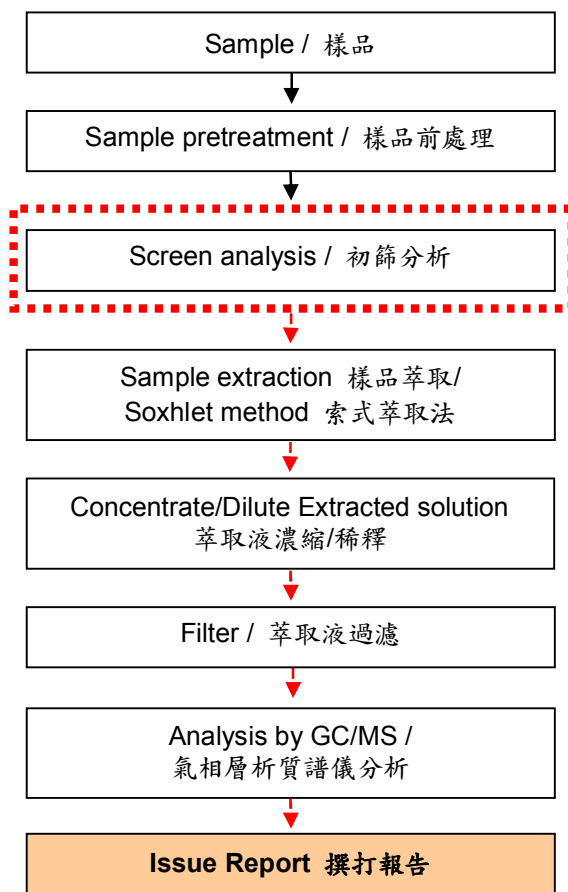 Sample / 樣品
Sample pretreatment / 樣品前處理
Screen analysis / 初篩分析
Sample extraction 樣品萃取/
Soxhlet method 索式萃取法
Concentrate/Dilute Extracted solution
萃取液濃縮/稀釋
Filter / 萃取液過濾
Analysis by GC/MS /
氣相層析質譜儀分析
Issue Report 撰打報告